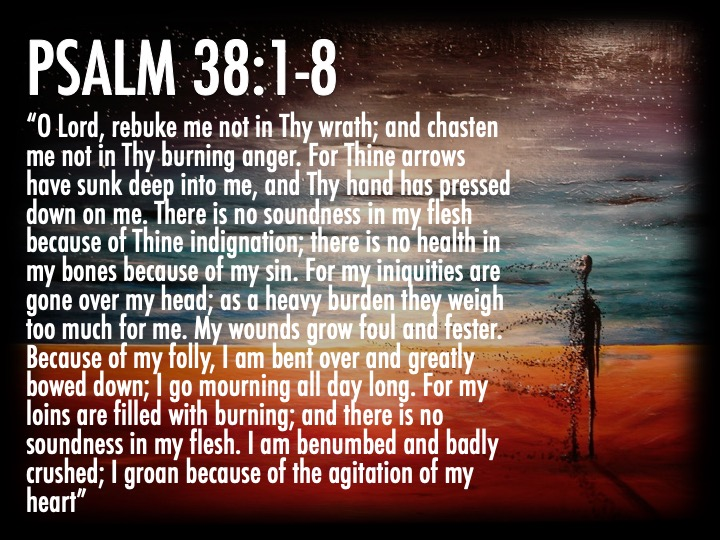 PSALM 38:1-8
“O Lord, rebuke me not in Thy wrath; and chasten
me not in Thy burning anger. For Thine arrows
have sunk deep into me, and Thy hand has pressed
down on me. There is no soundness in my flesh
because of Thine indignation; there is no health in
my bones because of my sin. For my iniquities are
gone over my head; as a heavy burden they weigh
too much for me. My wounds grow foul and fester.
Because of my folly, I am bent over and greatly
bowed down; I go mourning all day long. For my
loins are filled with burning; and there is no
soundness in my flesh. I am benumbed and badly
crushed; I groan because of the agitation of my
heart”